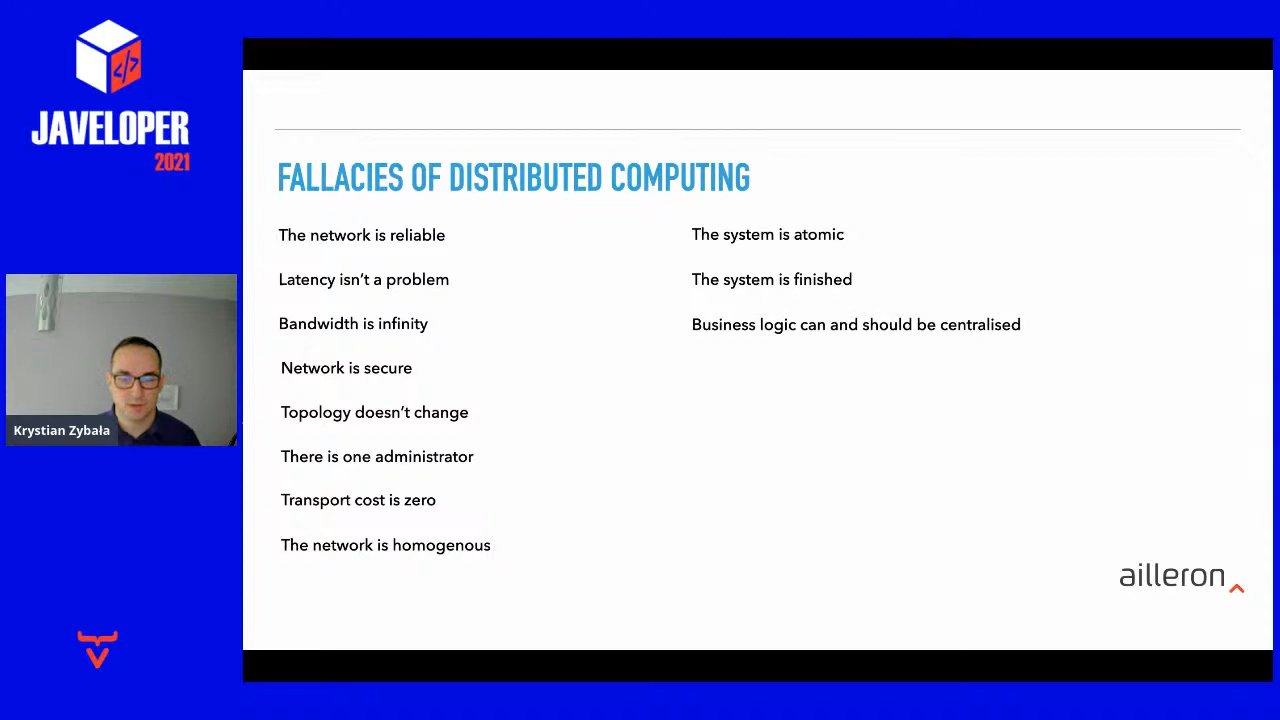 </>
JAVELOPER
2021
FALLACIES OF DISTRIBUTED COMPUTING
The network is reliable
Latency isn’t a problem
Bandwidth is infinity
Network is secure
Topology doesn’t change
There is one administrator
Transport cost is zero
The network is homogenous
The system is atomic
The system is finished
Business logic can and should be centralised
Krystian Zybała
ailleron